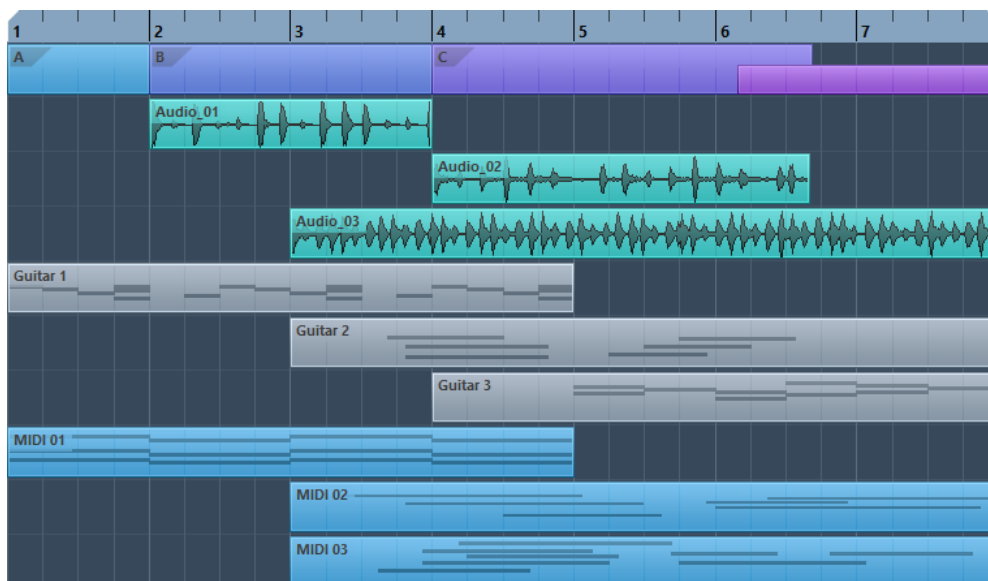 1 2 3 4 5 6 7
A B C
Audio_01
Audio_02
Audio_03
Guitar 1
Guitar 2
Guitar 3
MIDI 01
MIDI 02
MIDI 03